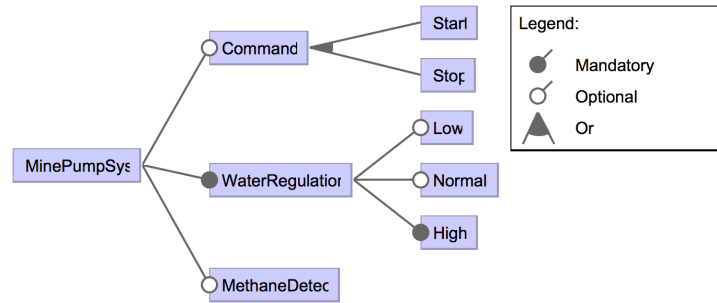 Start
Command
Stop
Low
MinePumpSys
WaterRegulation
Normal
High
MethaneDetec
Legend:
Mandatory
Optional
Or